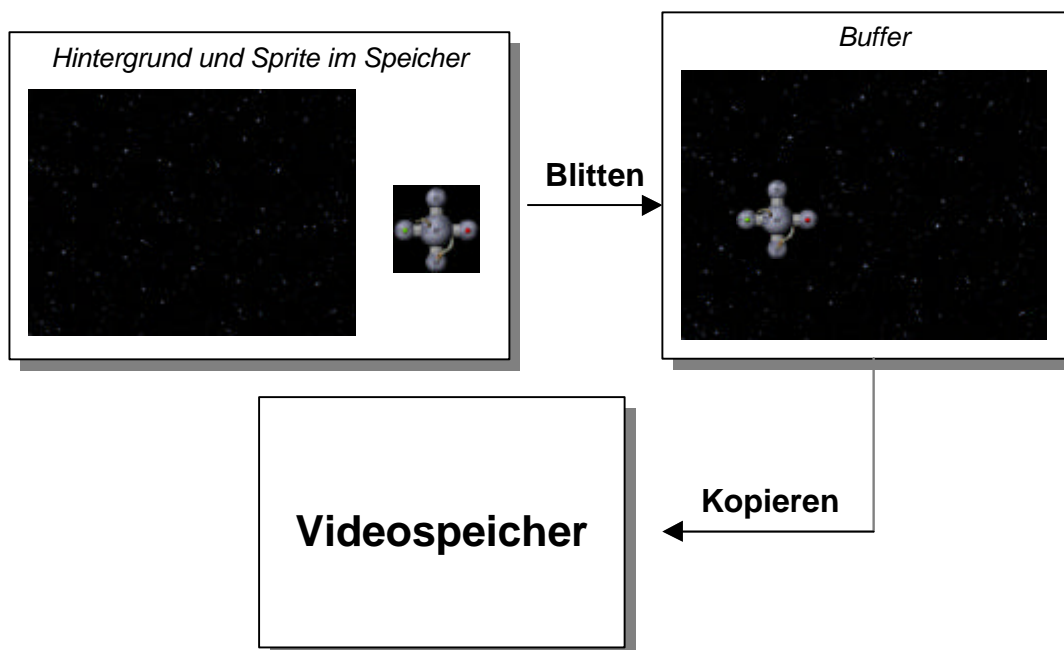 Hintergrund und Sprite im Speicher
Buffer
Blitten
Kopieren
Videospeicher